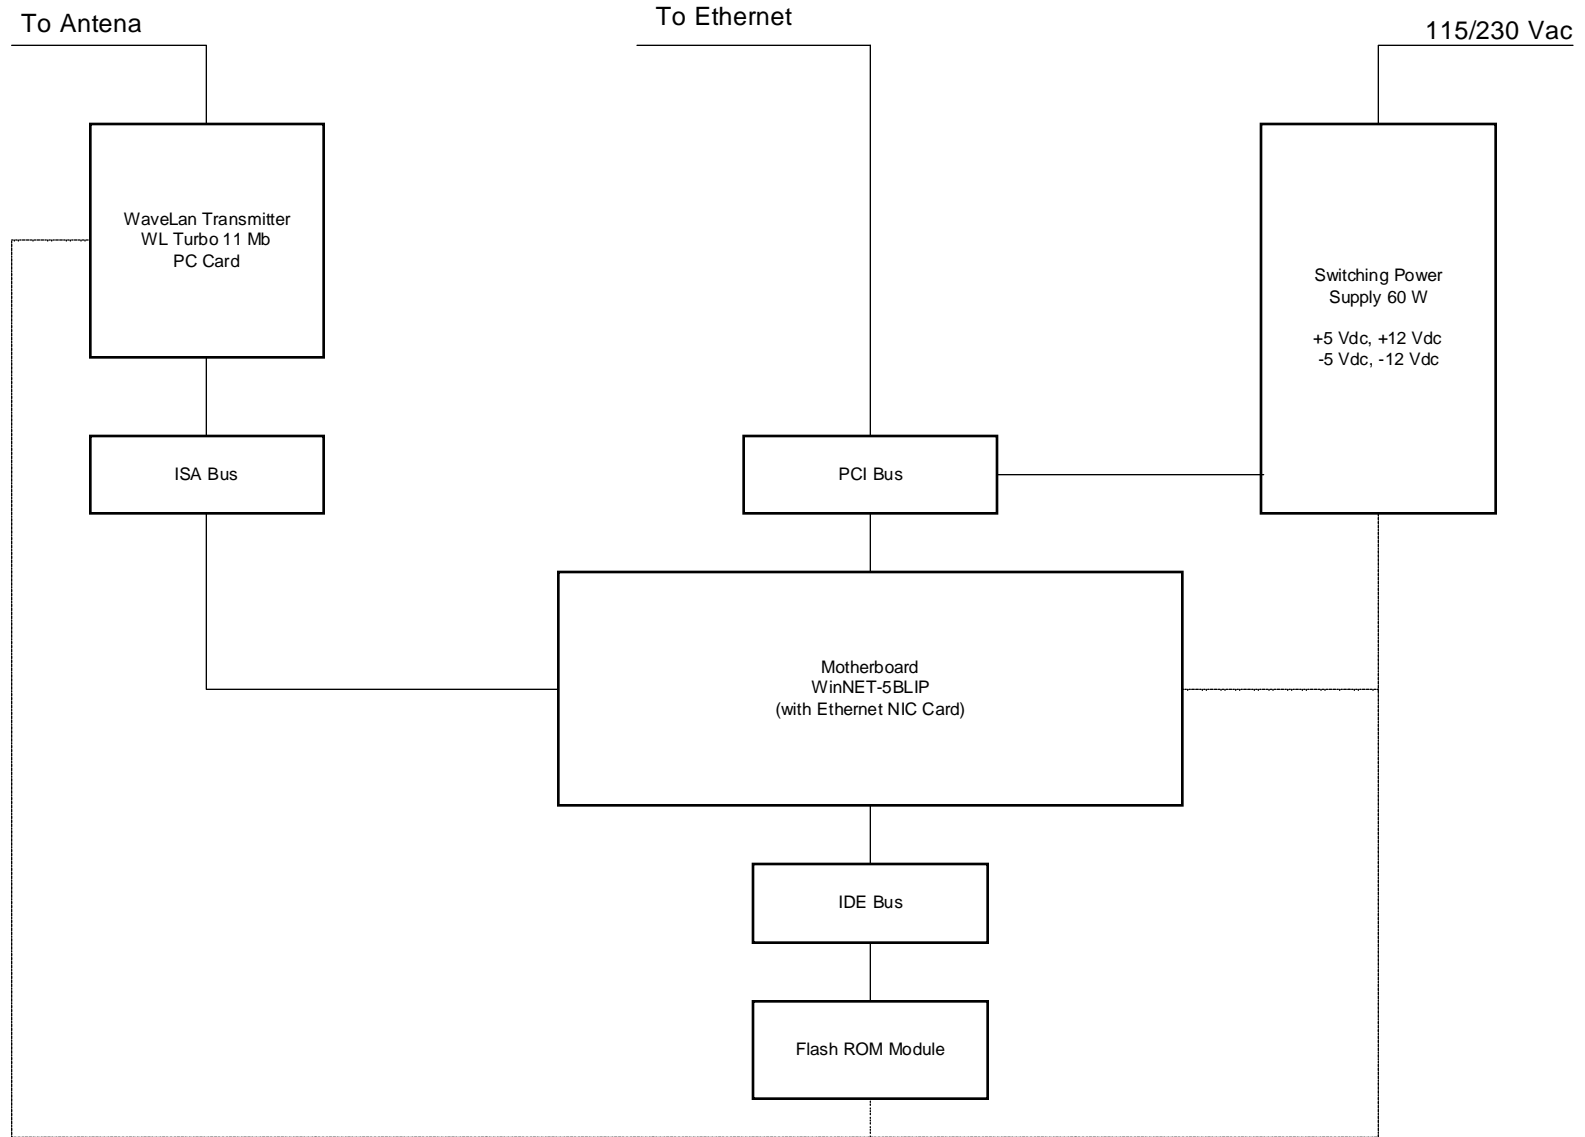 To Antena
To Ethernet
115/230 Vac
WaveLan Transmitter
WL Turbo 11 Mb
PC Card
Switching Power
Supply 60 W
+5 Vdc, +12 Vdc
-5 Vdc, -12 Vdc
ISA Bus
PCI Bus
Motherboard
WinNET-5BLIP
(with Ethernet NIC Card)
IDE Bus
Flash ROM Module